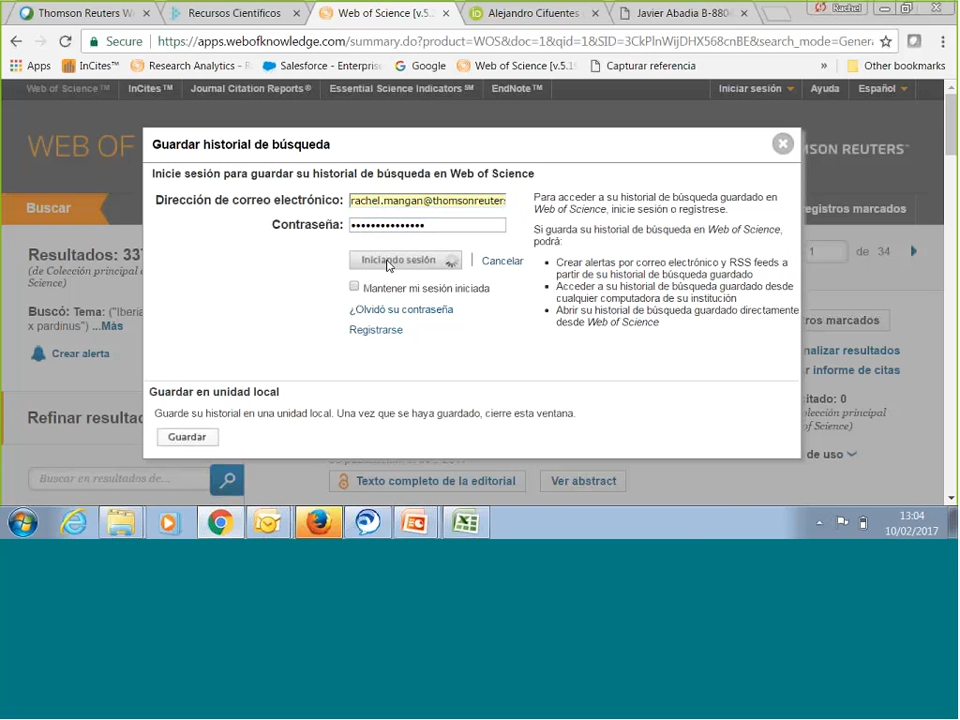 Thomson Reuters W
Recursos Científicos
Web of Science [v.5.
Alejandro Cifuentes
Javier Abadia B-880
Rachel
Secure
https://apps.webofknowledge.com/summary.do?product=WOS&doc=1&qid=1&SID=3CkPlnWijDHX568cnBE&search_mode=Gener
Apps
InCites™
Research Analytics - R
Salesforce - Enterpris
Google
Web of Science [v.5.1
Capturar referencia
»
Other bookmarks
Web of Science™
InCites™
Journal Citation Reports®
Essential Science Indicators℠
EndNote™
Iniciar sesión
Ayuda
Español
WEB OF
MSON REUTERS™
Guardar historial de búsqueda
Inicie sesión para guardar su historial de búsqueda en Web of Science
Dirección de correo electrónico:
rachel.mangan@thomsonreuters
Contraseña:
Iniciando sesión
Cancelar
Mantener mi sesión iniciada
¿Olvidó su contraseña
Registrarse
Para acceder a su historial de búsqueda guardado en
Web of Science, inicie sesión o regístrese.
Si guarda su historial de búsqueda en Web of Science,
podrá:
• Crear alertas por correo electrónico y RSS feeds a
partir de su historial de búsqueda guardado
• Acceder a su historial de búsqueda guardado desde
cualquier computadora de su institución
• Abrir su historial de búsqueda guardado directamente
desde Web of Science
Guardar en unidad local
Guarde su historial en una unidad local. Una vez que se haya guardado, cierre esta ventana.
Guardar
Buscar
egistros marcados
Resultados: 337
(de Colección principal d
Science)
1
de 34
Buscó: Tema: ("Iberia
x pardinus") ...Más
Crear alerta
ros marcados
nalizar resultados
r informe de citas
citado: 0
olección principal
f Science)
de uso
Refinar resulta
Buscar en resultados de...
Texto completo de la editorial
Ver abstract
13:04
10/02/2017